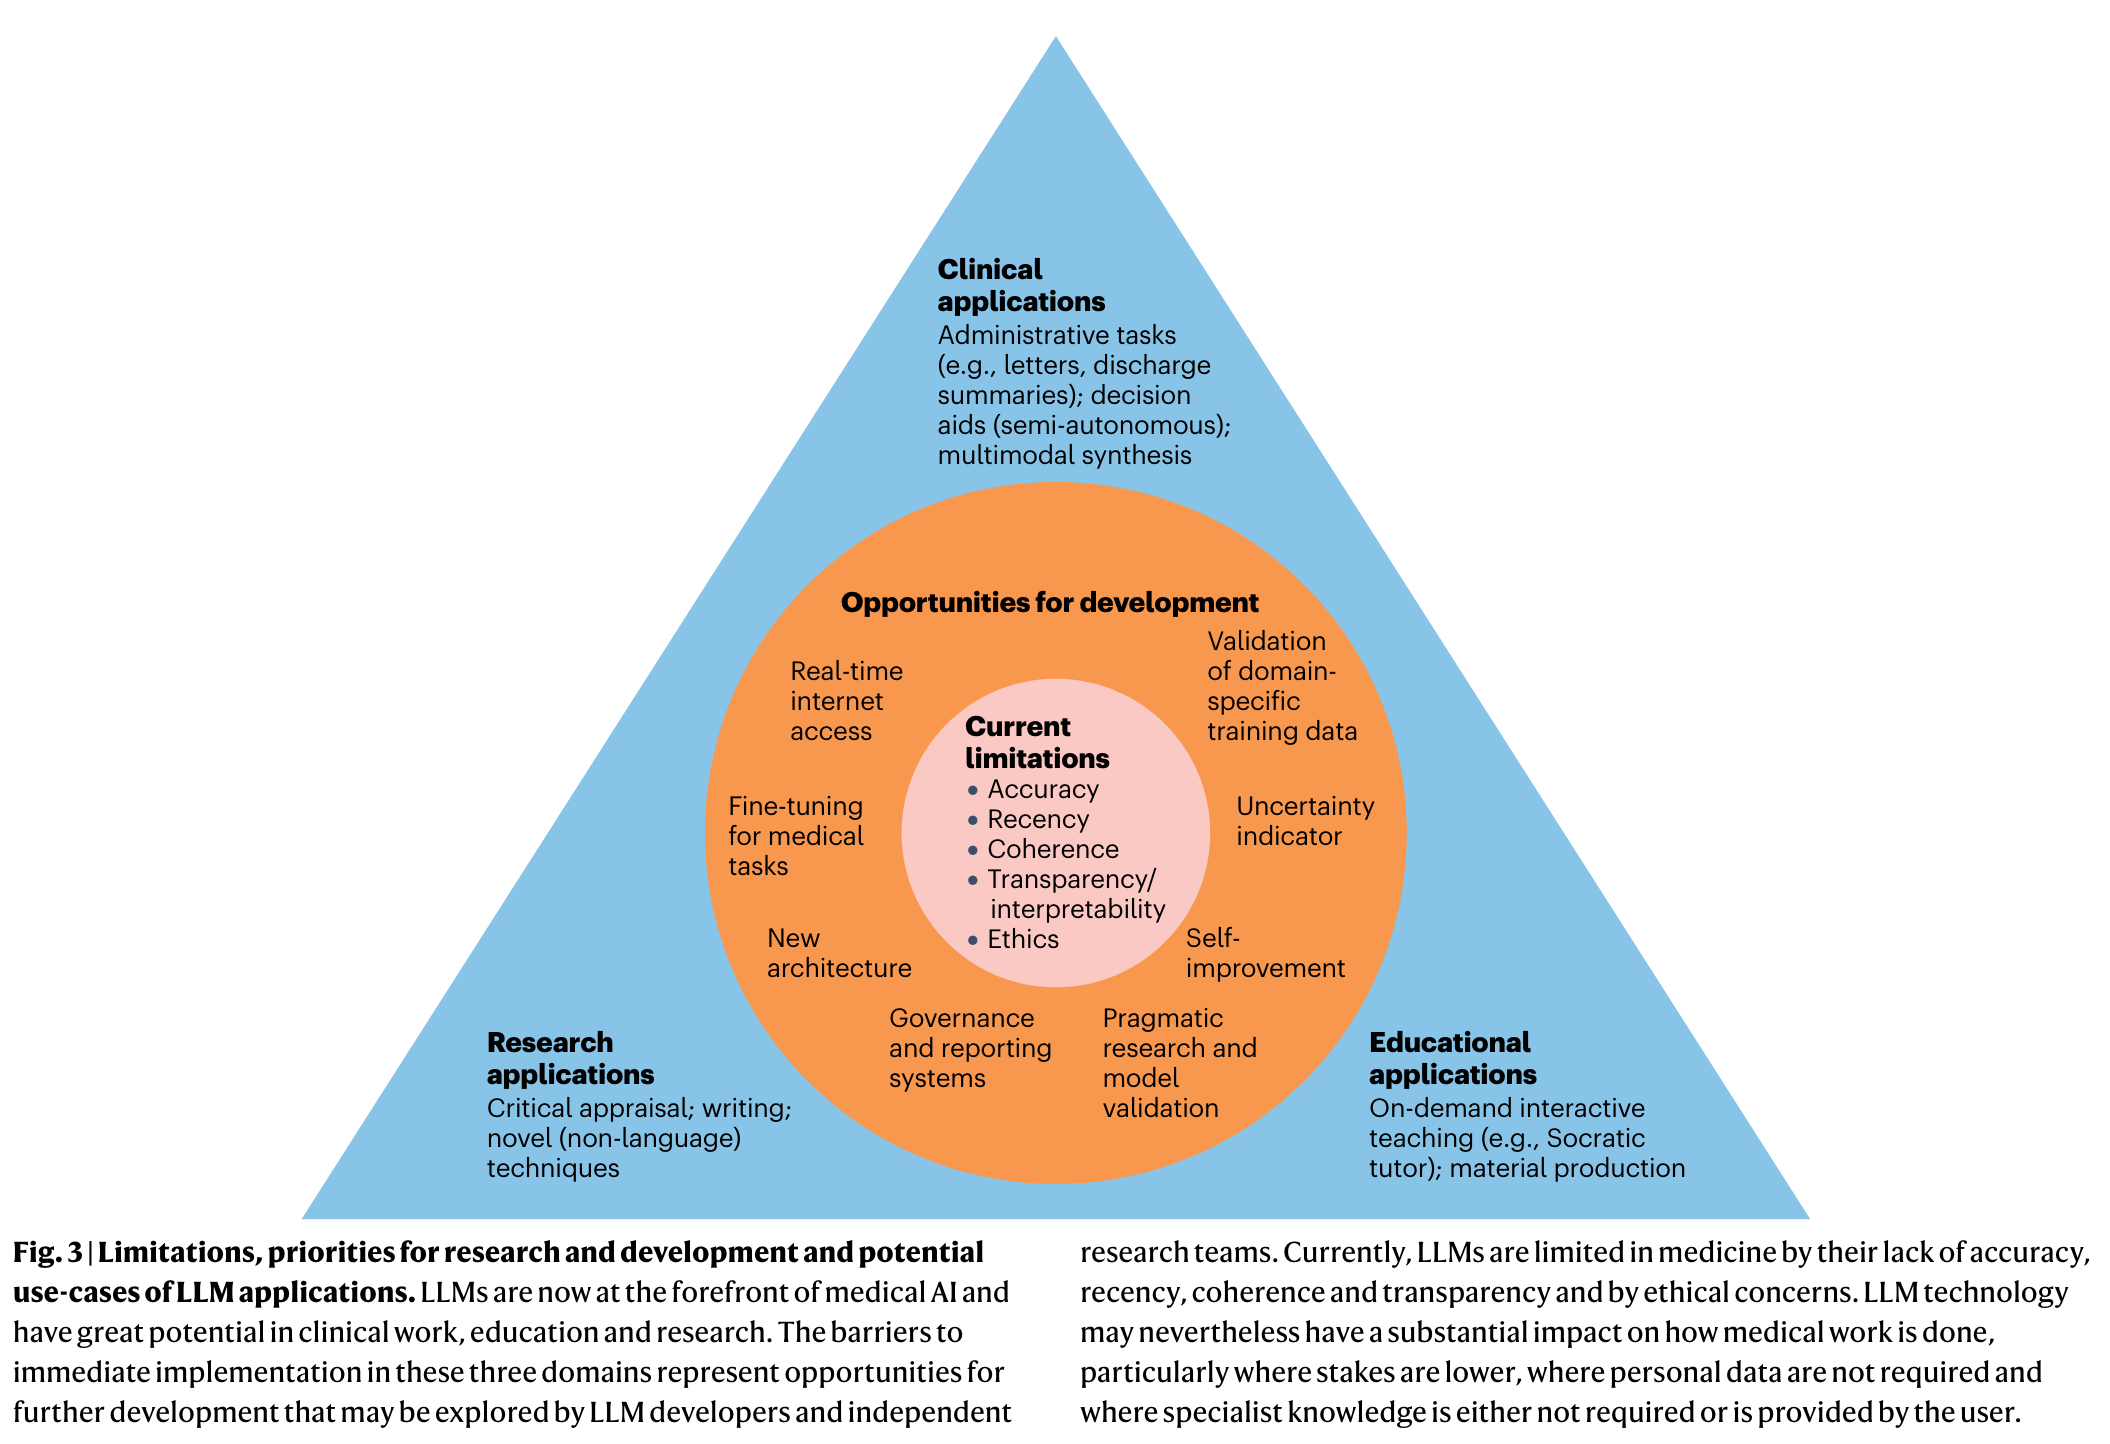 Clinical
applications
Administrative tasks
(e.g., letters, discharge
summaries); decision
aids (semi-autonomous);
multimodal synthesis
Opportunities for development
Real-time
internet
access
Validation
of domain-
specific
training data
Fine-tuning
for medical
tasks
Uncertainty
indicator
New
architecture
Self-
improvement
Governance
and reporting
systems
Pragmatic
research and
model
validation
Current
limitations
• Accuracy
• Recency
• Coherence
• Transparency/
interpretability
• Ethics
Research
applications
Critical appraisal; writing;
novel (non-language)
techniques
Educational
applications
On-demand interactive
teaching (e.g., Socratic
tutor); material production
Fig. 3 | Limitations, priorities for research and development and potential
use-cases of LLM applications. LLMs are now at the forefront of medical AI and
have great potential in clinical work, education and research. The barriers to
immediate implementation in these three domains represent opportunities for
further development that may be explored by LLM developers and independent
research teams. Currently, LLMs are limited in medicine by their lack of accuracy,
recency, coherence and transparency and by ethical concerns. LLM technology
may nevertheless have a substantial impact on how medical work is done,
particularly where stakes are lower, where personal data are not required and
where specialist knowledge is either not required or is provided by the user.